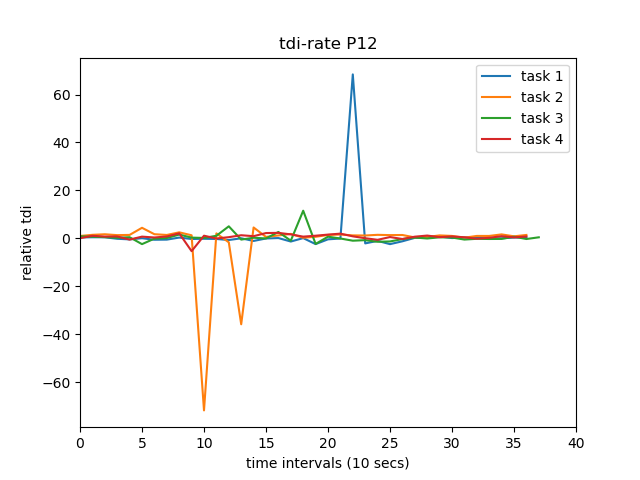 tdi-rate P12
task 1
task 2
task 3
task 4
60
40
20
0
−20
−40
−60
relative tdi
0 5 10 15 20 25 30 35 40
time intervals (10 secs)